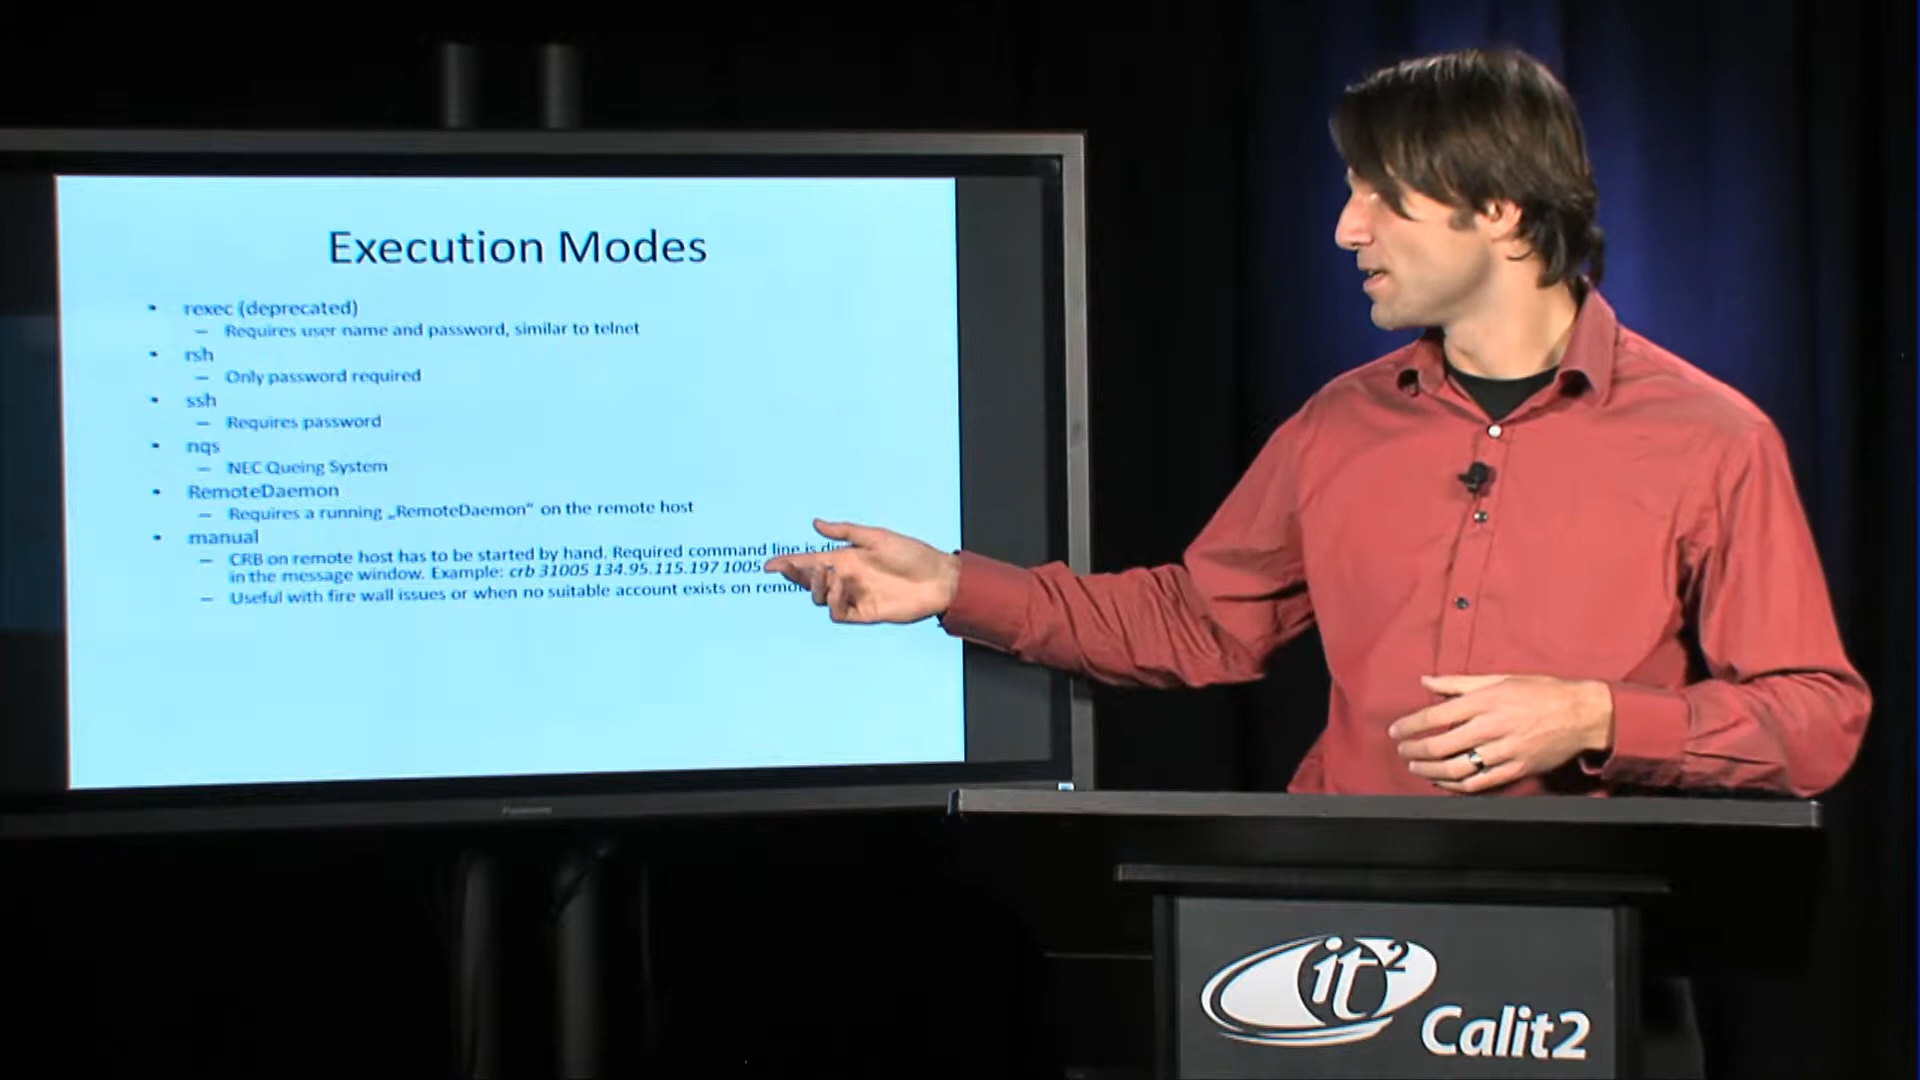 Execution Modes
• rexec (deprecated)
– Requires user name and password, similar to telnet
• rsh
– Only password required
• ssh
– Requires password
• nqs
– NEC Queing System
• RemoteDaemon
– Requires a running „RemoteDaemon“ on the remote host
• manual
– CRB on remote host has to be started by hand. Required command line is
in the message window. Example: crb 31005 134.95.115.197 1005
– Useful with fire wall issues or when no suitable account exists on
Panasonic
it²
Calit2